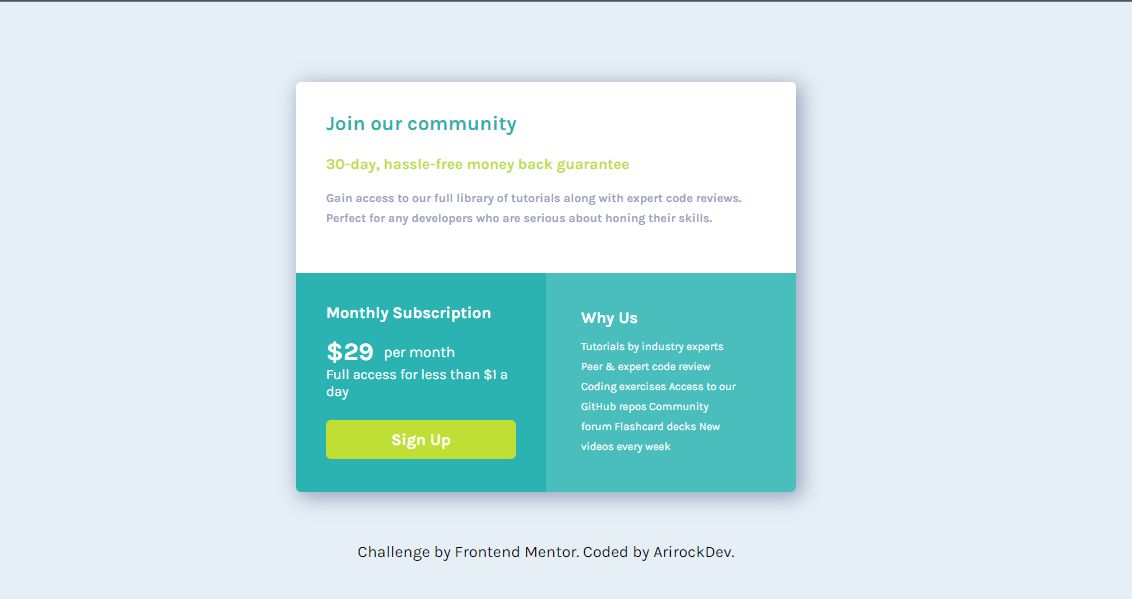 Join our community
30-day, hassle-free money back guarantee
Gain access to our full library of tutorials along with expert code reviews.
Perfect for any developers who are serious about honing their skills.
Monthly Subscription
$29 per month
Full access for less than $1 a
day
Sign Up
Why Us
Tutorials by industry experts
Peer & expert code review
Coding exercises Access to our
GitHub repos Community
forum Flashcard decks New
videos every week
Challenge by Frontend Mentor. Coded by ArirockDev.